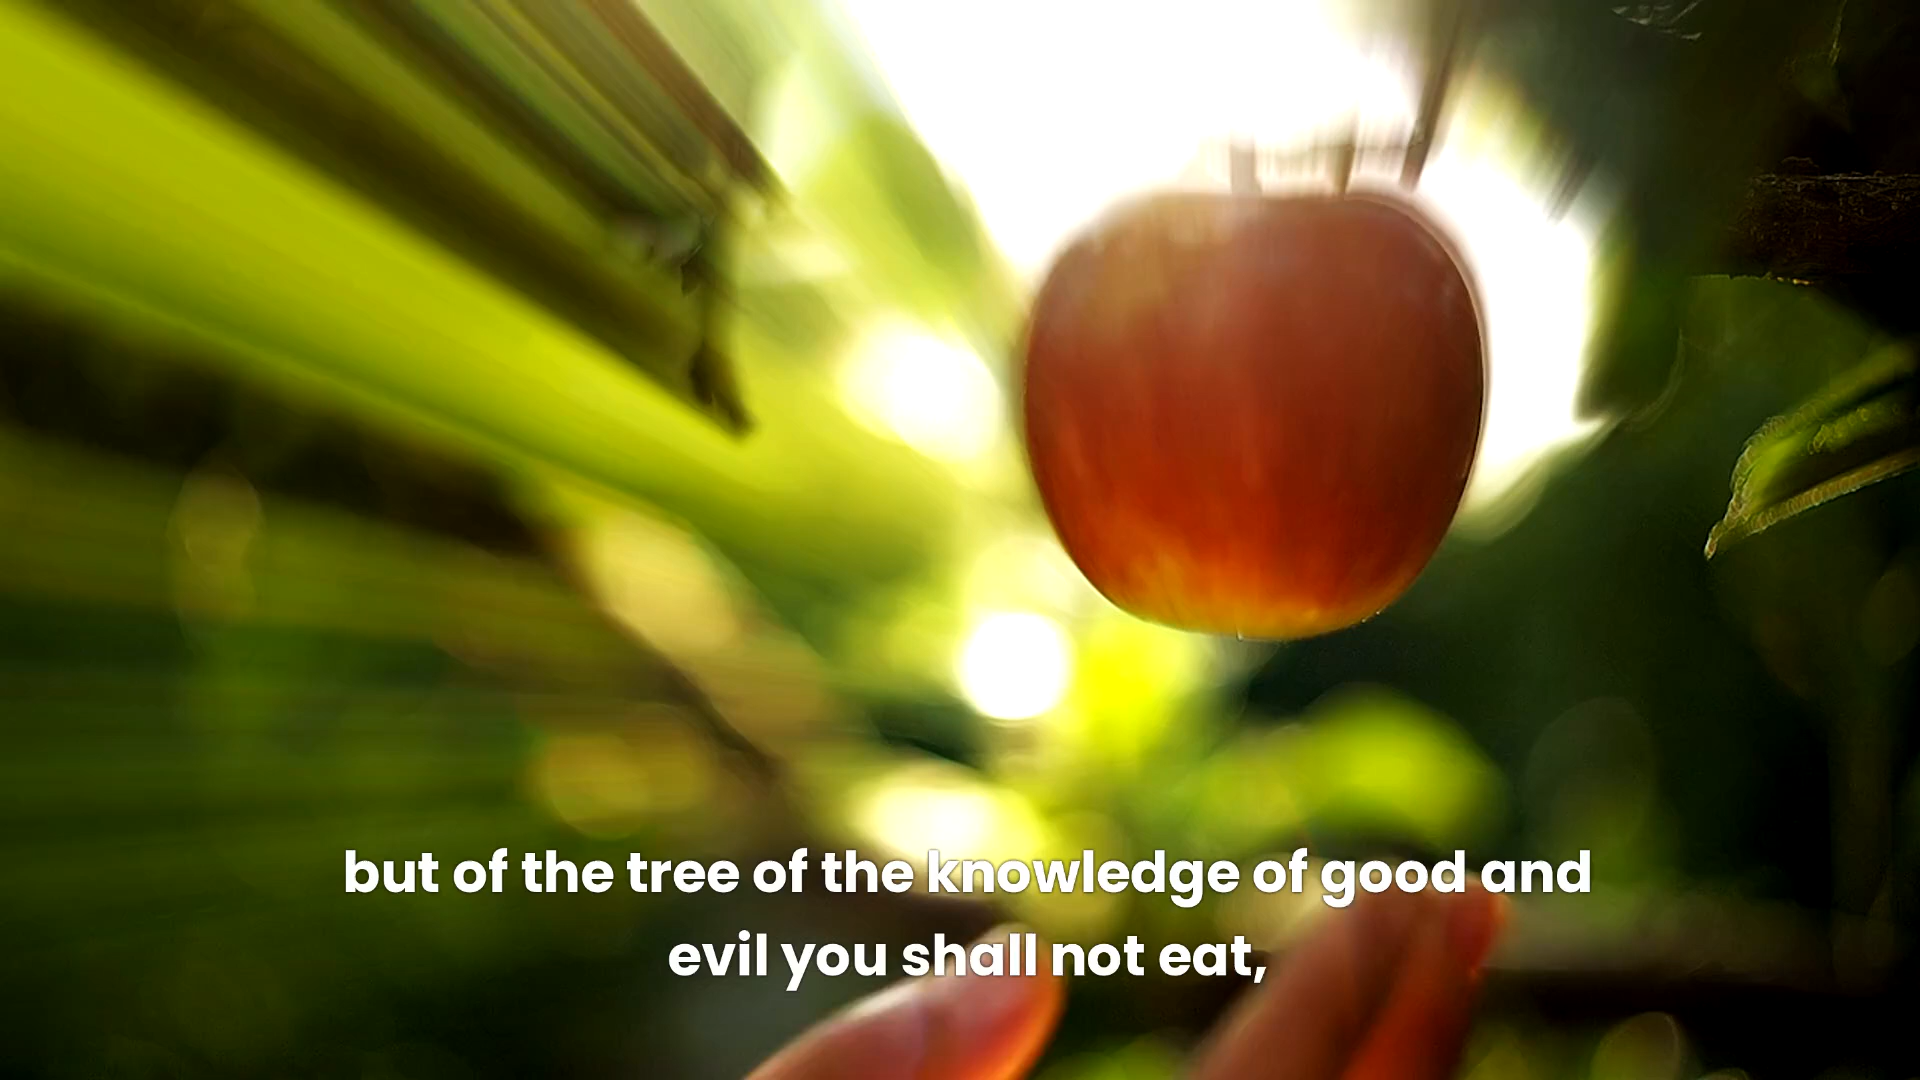 but of the tree of the knowledge of good and
evil you shall not eat,